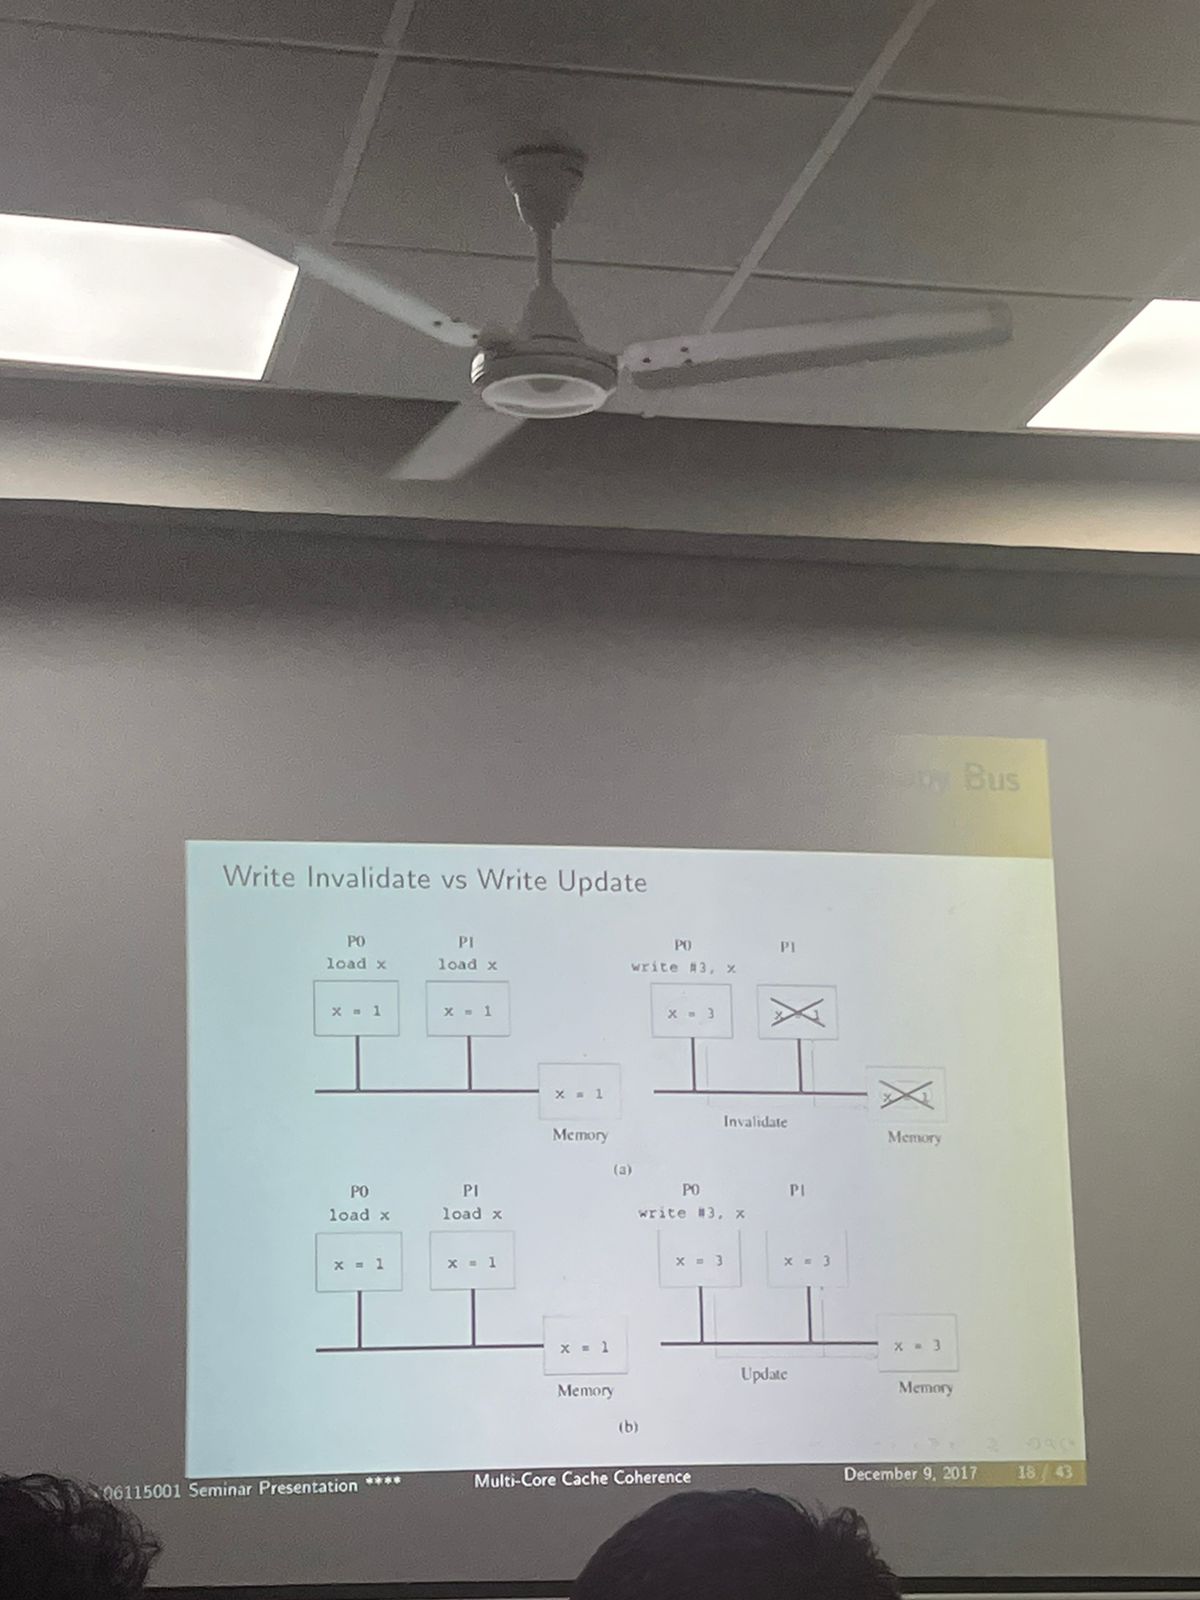 Bus
Write Invalidate vs Write Update
P0 P1 P0 P1
load x load x write #3, x
x = 1 x = 1 x = 3 x = 1
x = 1 x = 1
Invalidate
Memory Memory
(a)
P0 P1 P0 P1
load x load x write #3, x
x = 1 x = 1 x = 3 x = 3
x = 1 x = 3
Update
Memory Memory
(b)
06115001 Seminar Presentation **** Multi-Core Cache Coherence December 9, 2017 18 / 43